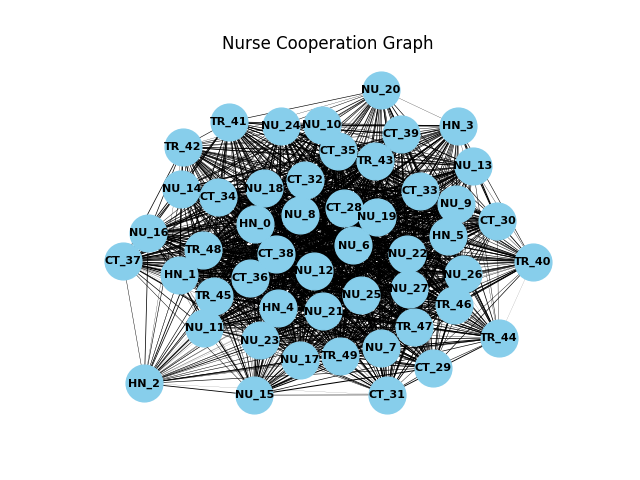 Nurse Cooperation Graph
NU_20
TR_41
NU_24
NU_10
HN_3
CT_39
TR_42
CT_35
TR_43
NU_13
CT_32
NU_14
NU_18
CT_33
CT_34
NU_9
CT_28
NU_8
NU_19
CT_30
HN_0
NU_16
HN_5
NU_6
TR_48
CT_38
NU_22
CT_37
TR_40
NU_12
HN_1
NU_26
CT_36
NU_27
TR_45
NU_25
TR_46
HN_4
NU_21
NU_11
TR_47
TR_44
NU_23
NU_7
TR_49
NU_17
CT_29
HN_2
NU_15
CT_31